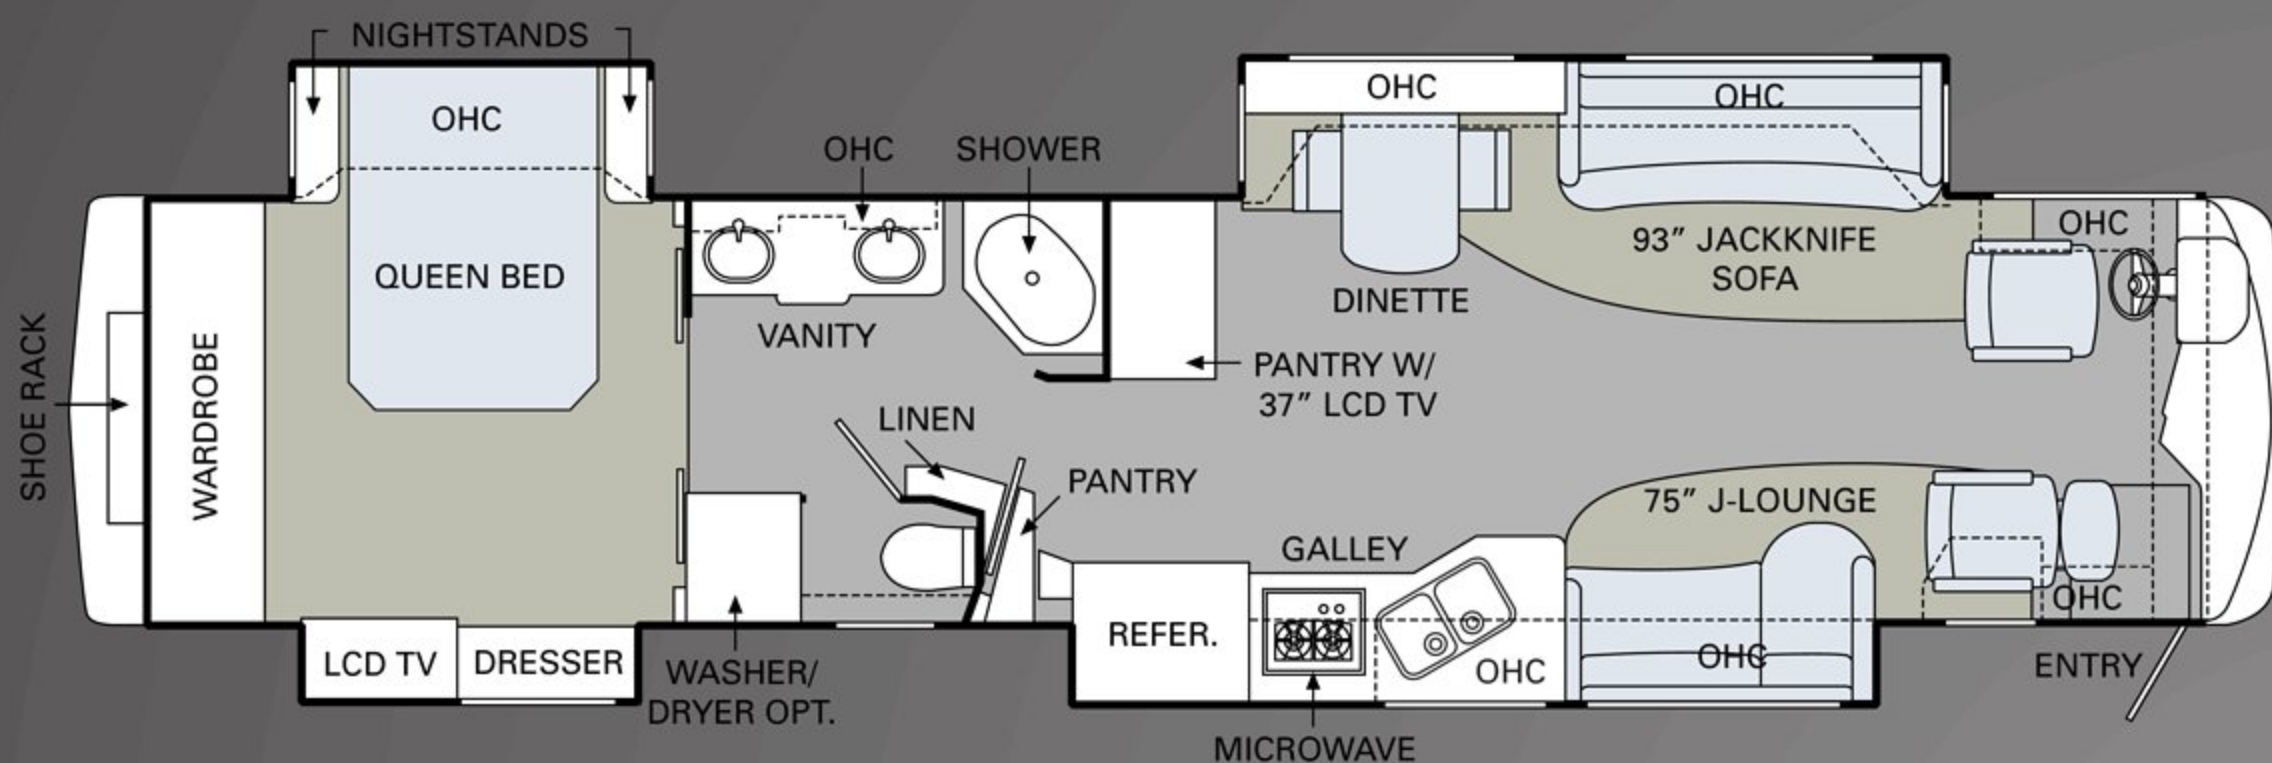 NIGHTSTANDS
OHC
QUEEN BED
SHOE RACK
WARDROBE
LCD TV
DRESSER
OHC
SHOWER
VANITY
LINEN
PANTRY
WASHER/
DRYER OPT.
OHC
OHC
DINETTE
93" JACKKNIFE
SOFA
PANTRY W/
37" LCD TV
OHC
75" J-LOUNGE
GALLEY
REFER.
OHC
OHC
OHC
MICROWAVE
ENTRY